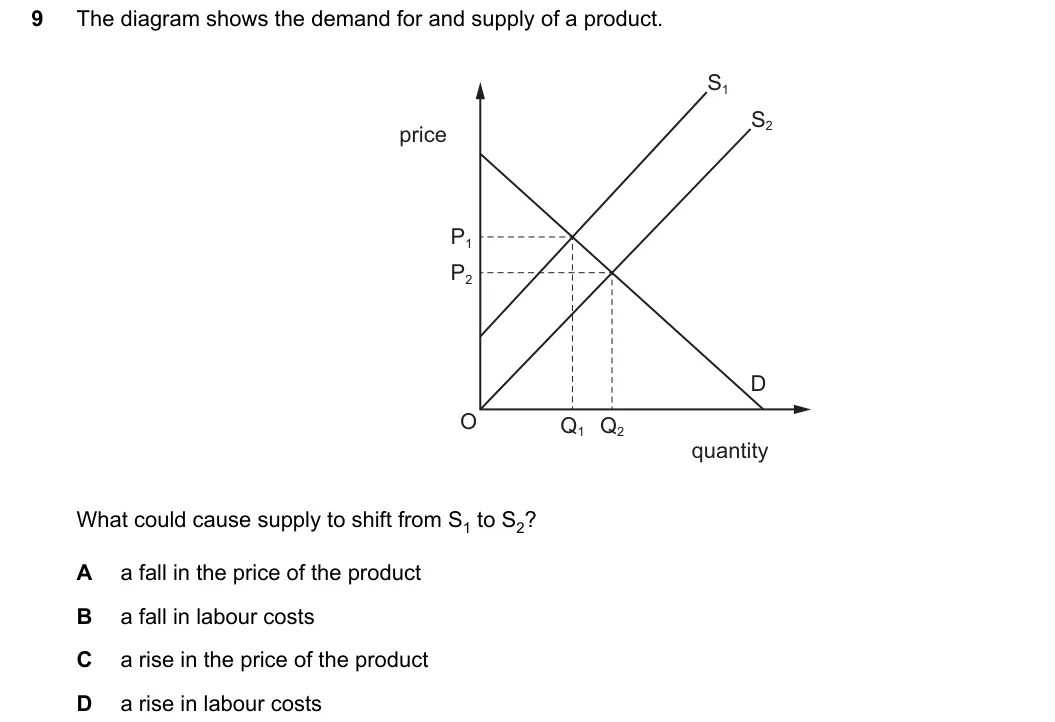 9 The diagram shows the demand for and supply of a product.
S₁
S₂
price
P₁
P₂
D
O
Q₁ Q₂
quantity
What could cause supply to shift from S₁ to S₂?
A a fall in the price of the product
B a fall in labour costs
C a rise in the price of the product
D a rise in labour costs